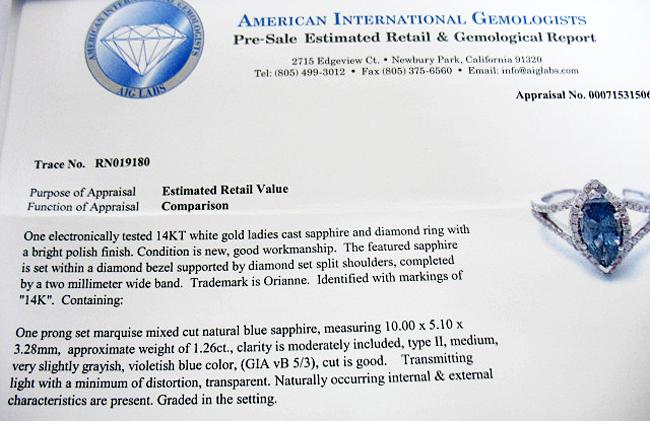 AMERICAN INTERNATIONAL GEMOLOGISTS
AIG LABS
AMERICAN INTERNATIONAL GEMOLOGISTS
Pre-Sale Estimated Retail & Gemological Report
2715 Edgeview Ct. • Newbury Park, California 91320
Tel: (805) 499-3012 • Fax (805) 375-6560 • Email: info@aiglabs.com
Appraisal No. 00071531506
Trace No. RN019180
Purpose of Appraisal Estimated Retail Value
Function of Appraisal Comparison
One electronically tested 14KT white gold ladies cast sapphire and diamond ring with
a bright polish finish. Condition is new, good workmanship. The featured sapphire
is set within a diamond bezel supported by diamond set split shoulders, completed
by a two millimeter wide band. Trademark is Orianne. Identified with markings of
"14K". Containing:
One prong set marquise mixed cut natural blue sapphire, measuring 10.00 x 5.10 x
3.28mm, approximate weight of 1.26ct., clarity is moderately included, type II, medium,
very slightly grayish, violetish blue color, (GIA vB 5/3), cut is good. Transmitting
light with a minimum of distortion, transparent. Naturally occurring internal & external
characteristics are present. Graded in the setting.